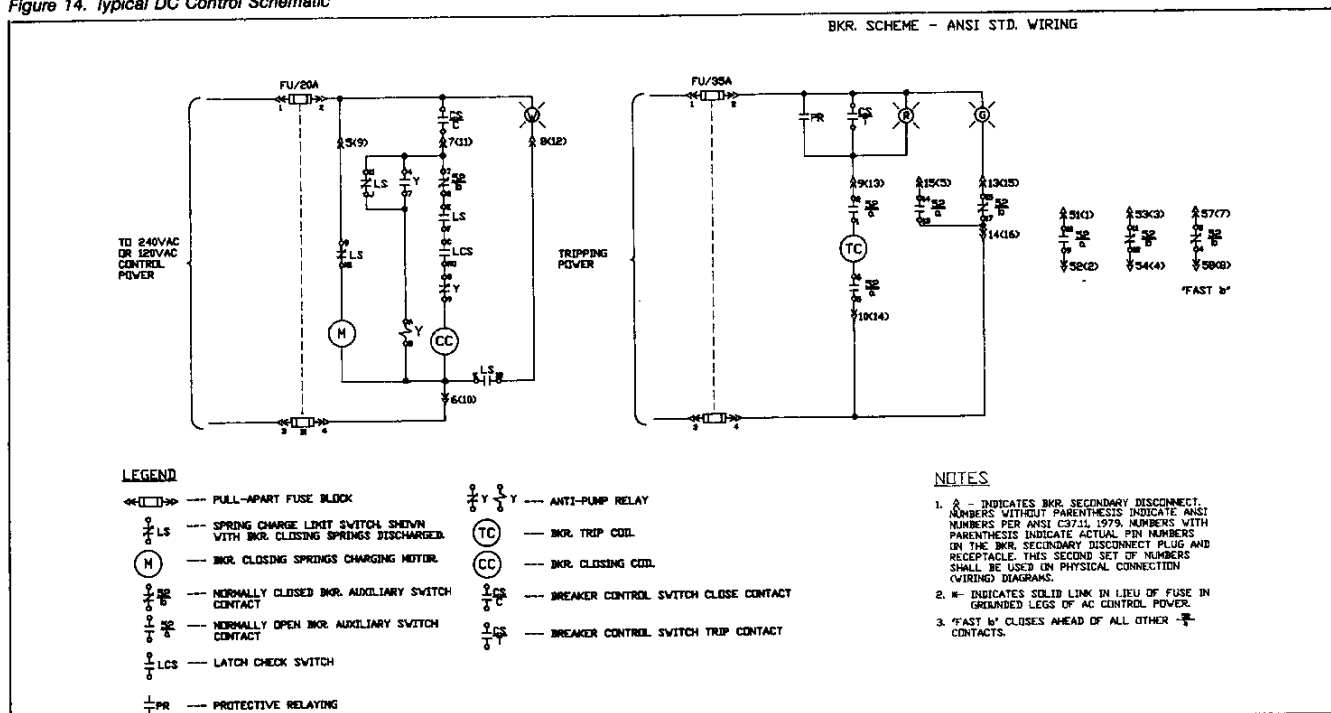 Figure 14. Typical DC Control Schematic
BKR. SCHEME - ANSI STD. WIRING
FU/20A
1 2
CS
C
W
5(9)
7(11)
8(12)
LS
Y
52
b
LS
LS
LCS
Y
TO 240VAC
OR 120VAC
CONTROL
POWER
M
Y
CC
LS
6(10)
3 4
FU/35A
1 2
PR
CS
T
R
G
9(13)
15(5)
13(15)
52
a
52
a
52
b
14(16)
TRIPPING
POWER
TC
52
a
10(14)
3 4
51(1)
53(3)
57(7)
52(2)
54(4)
58(8)
"FAST b"
LEGEND
--- PULL-APART FUSE BLOCK
LS --- SPRING CHARGE LIMIT SWITCH, SHOWN
WITH BKR. CLOSING SPRINGS DISCHARGED.
M --- BKR. CLOSING SPRINGS CHARGING MOTOR.
52
b --- NORMALLY CLOSED BKR. AUXILIARY SWITCH
CONTACT
52
a --- NORMALLY OPEN BKR. AUXILIARY SWITCH
CONTACT
LCS --- LATCH CHECK SWITCH
PR --- PROTECTIVE RELAYING
Y Y --- ANTI-PUMP RELAY
TC --- BKR. TRIP COIL
CC --- BKR. CLOSING COIL
CS
C --- BREAKER CONTROL SWITCH CLOSE CONTACT
CS
T --- BREAKER CONTROL SWITCH TRIP CONTACT
NOTES
1. - INDICATES BKR. SECONDARY DISCONNECT.
NUMBERS WITHOUT PARENTHESIS INDICATE ANSI
NUMBERS PER ANSI C37.11, 1979. NUMBERS WITH
PARENTHESIS INDICATE ACTUAL PIN NUMBERS
ON THE BKR. SECONDARY DISCONNECT PLUG AND
RECEPTACLE. THIS SECOND SET OF NUMBERS
SHALL BE USED ON PHYSICAL CONNECTION
(WIRING) DIAGRAMS.
2. - INDICATES SOLID LINK IN LIEU OF FUSE IN
GROUNDED LEGS OF AC CONTROL POWER.
3. "FAST b" CLOSES AHEAD OF ALL OTHER 52
b
CONTACTS.